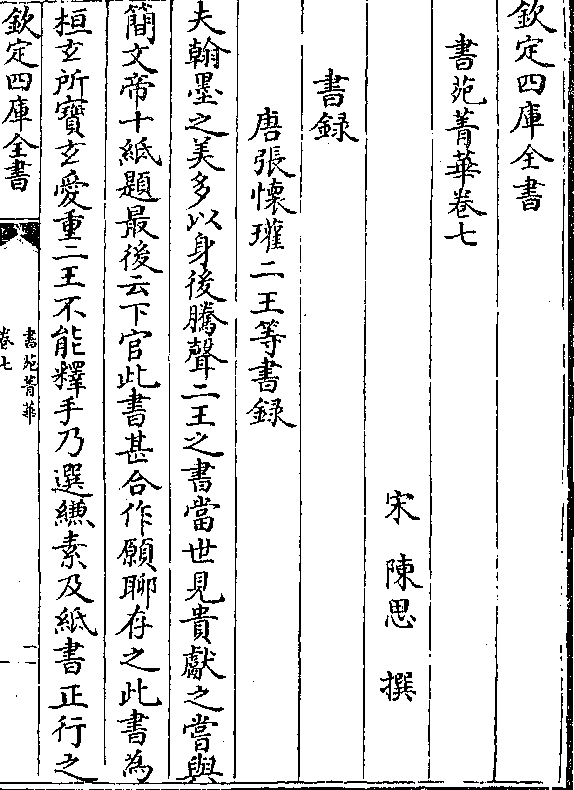 欽定四庫全書
書苑菁華卷七
宋 陳思 撰
書録
唐張懷瓘二王等書録
夫翰墨之美多以身後騰聲二王之書當世見貴獻之嘗與
簡文帝十紙題最後云下官此書甚合作願聊存之此書為
桓玄所寶玄愛重二王不能釋手乃選縑素及紙書正行之
欽定四庫全書
書苑菁華
卷七
一